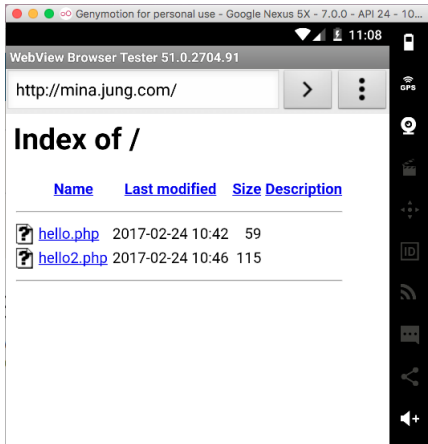 Genymotion for personal use - Google Nexus 5X - 7.0.0 - API 24 - 10...
11:08
WebView Browser Tester 51.0.2704.91
http://mina.jung.com/
Index of /
Name Last modified Size Description
hello.php 2017-02-24 10:42 59
hello2.php 2017-02-24 10:46 115
GPS
ID